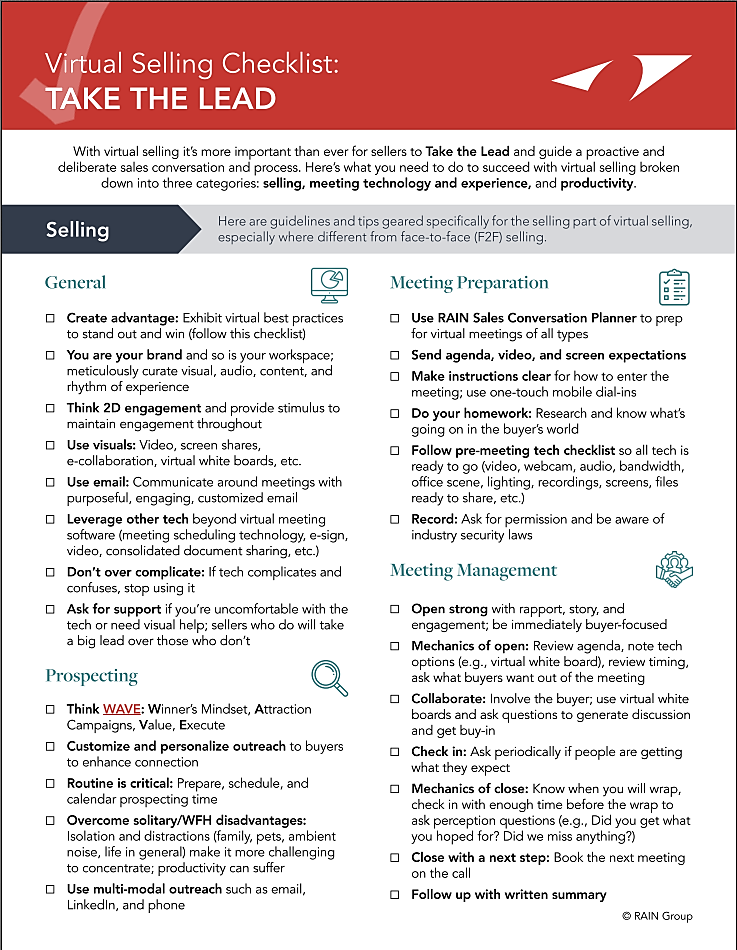 Virtual Selling Checklist:
TAKE THE LEAD
With virtual selling it's more important than ever for sellers to Take the Lead and guide a proactive and
deliberate sales conversation and process. Here's what you need to do to succeed with virtual selling broken
down into three categories: selling, meeting technology and experience, and productivity.
Selling
Here are guidelines and tips geared specifically for the selling part of virtual selling,
especially where different from face-to-face (F2F) selling.
General
Create advantage: Exhibit virtual best practices
to stand out and win (follow this checklist)
You are your brand and so is your workspace;
meticulously curate visual, audio, content, and
rhythm of experience
Think 2D engagement and provide stimulus to
maintain engagement throughout
Use visuals: Video, screen shares,
e-collaboration, virtual white boards, etc.
Use email: Communicate around meetings with
purposeful, engaging, customized email
Leverage other tech beyond virtual meeting
software (meeting scheduling technology, e-sign,
video, consolidated document sharing, etc.)
Don't over complicate: If tech complicates and
confuses, stop using it
Ask for support if you're uncomfortable with the
tech or need visual help; sellers who do will take
a big lead over those who don't
Prospecting
Think WAVE: Winner's Mindset, Attraction
Campaigns, Value, Execute
Customize and personalize outreach to buyers
to enhance connection
Routine is critical: Prepare, schedule, and
calendar prospecting time
Overcome solitary/WFH disadvantages:
Isolation and distractions (family, pets, ambient
noise, life in general) make it more challenging
to concentrate; productivity can suffer
Use multi-modal outreach such as email,
LinkedIn, and phone
Meeting Preparation
Use RAIN Sales Conversation Planner to prep
for virtual meetings of all types
Send agenda, video, and screen expectations
Make instructions clear for how to enter the
meeting; use one-touch mobile dial-ins
Do your homework: Research and know what's
going on in the buyer's world
Follow pre-meeting tech checklist so all tech is
ready to go (video, webcam, audio, bandwidth,
office scene, lighting, recordings, screens, files
ready to share, etc.)
Record: Ask for permission and be aware of
industry security laws
Meeting Management
Open strong with rapport, story, and
engagement; be immediately buyer-focused
Mechanics of open: Review agenda, note tech
options (e.g., virtual white board), review timing,
ask what buyers want out of the meeting
Collaborate: Involve the buyer; use virtual white
boards and ask questions to generate discussion
and get buy-in
Check in: Ask periodically if people are getting
what they expect
Mechanics of close: Know when you will wrap,
check in with enough time before the wrap to
ask perception questions (e.g., Did you get what
you hoped for? Did we miss anything?)
Close with a next step: Book the next meeting
on the call
Follow up with written summary
© RAIN Group